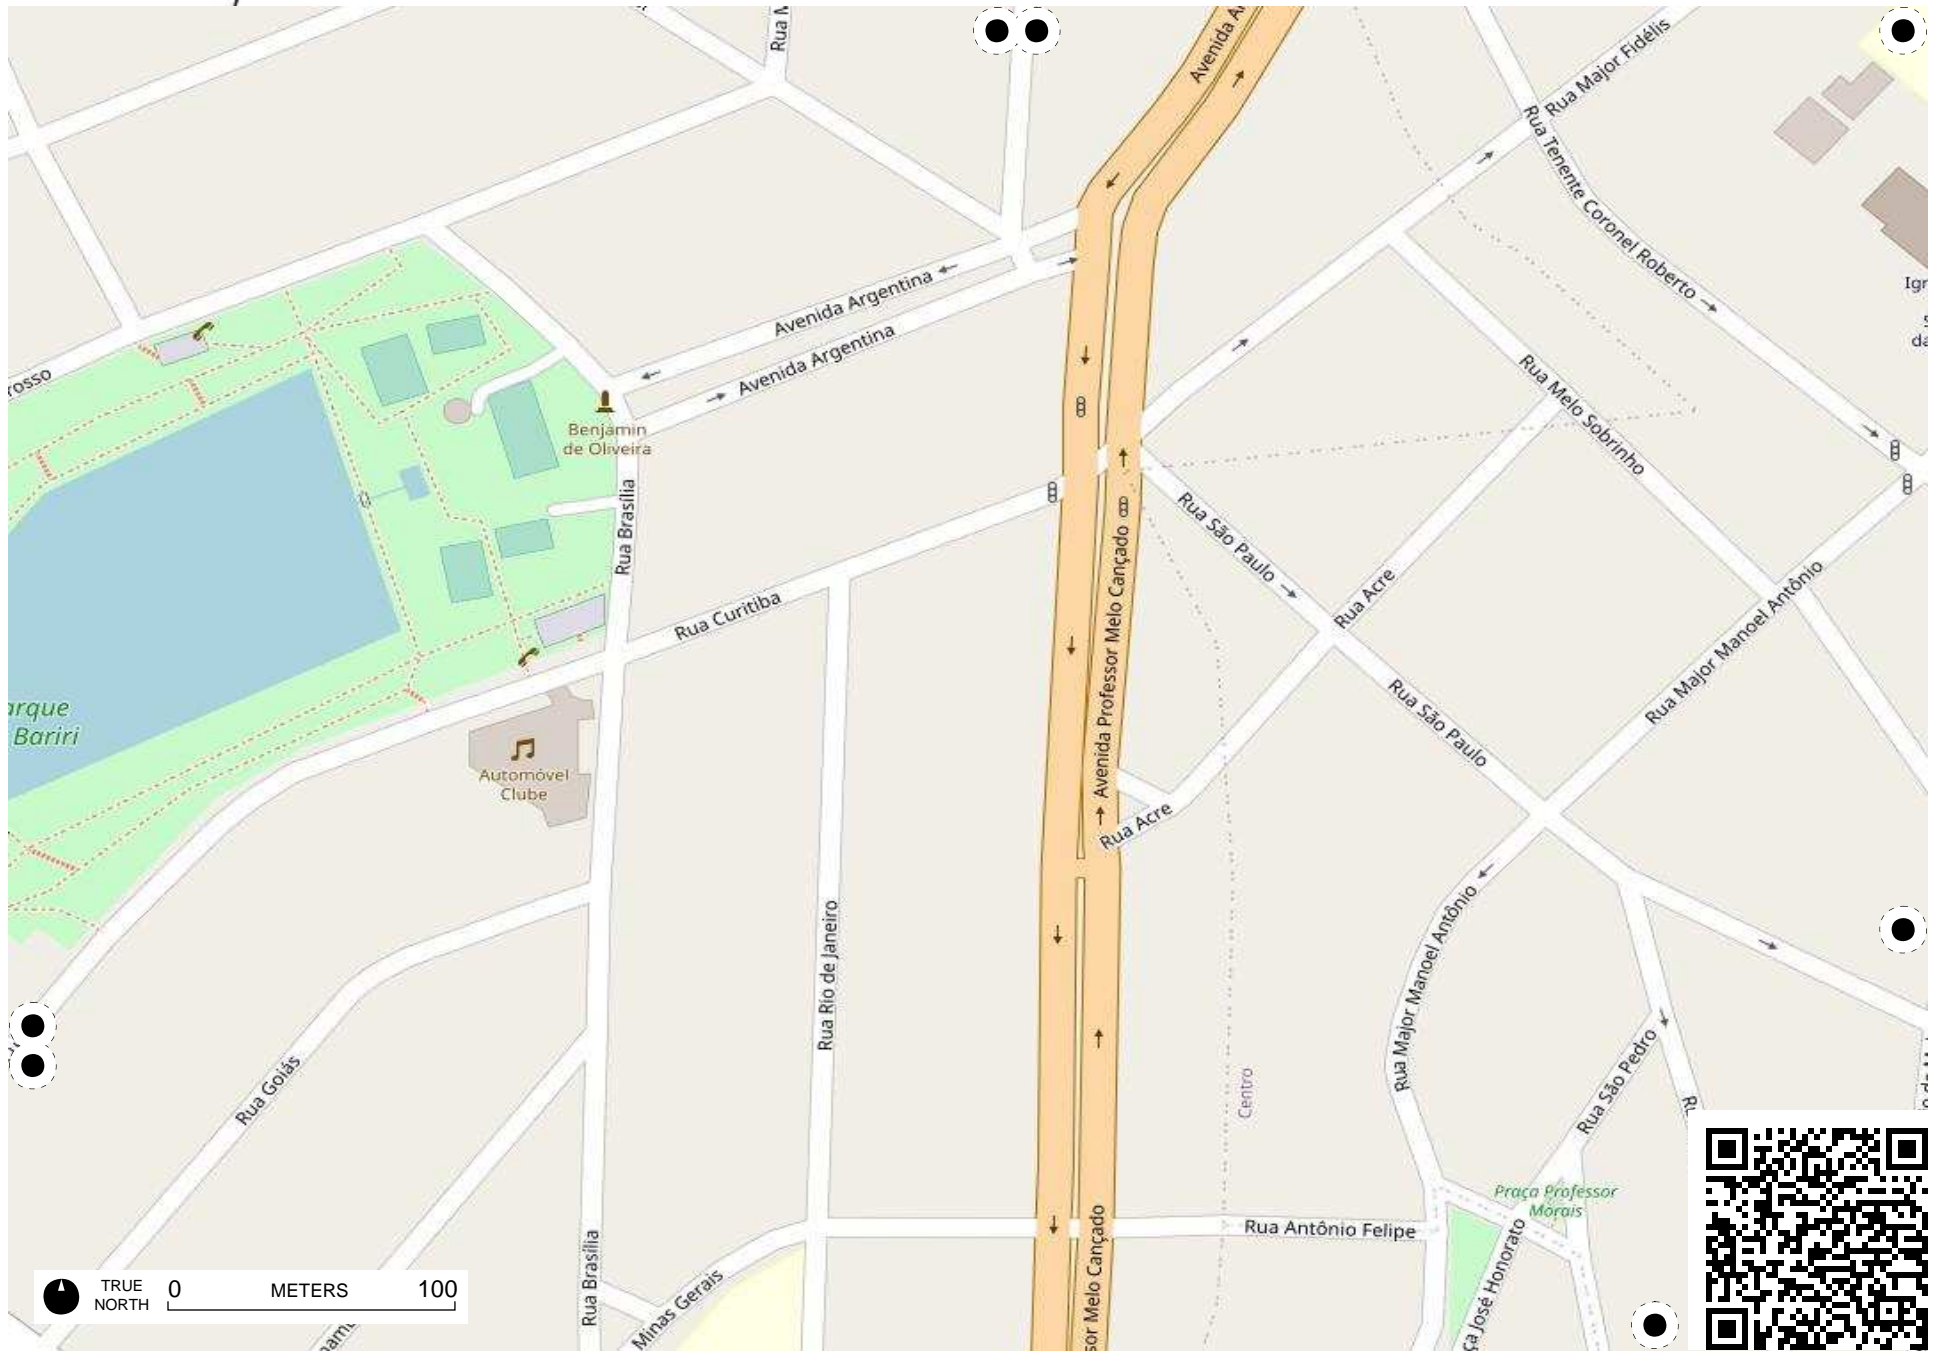 Avenida
Rua Major Fidélis
Rua Tenente Coronel Roberto
Avenida Argentina
Avenida Argentina
Rua Melo Sobrinho
Benjamin
de Oliveira
Rua Brasília
Rua São Paulo
Rua Curitiba
Avenida Professor Melo Cançado
Rua Acre
Rua Major Manoel Antônio
Rua São Paulo
Bariri
Automóvel
Clube
Rua Acre
Rua Rio de Janeiro
Rua Major Manoel Antônio
Rua Goiás
Centro
Rua São Pedro
Praça Professor
Morais
Rua Antônio Felipe
Rua Brasília
Minas Gerais
Melo Cançado
José Honorato
TRUE
NORTH
0 METERS 100